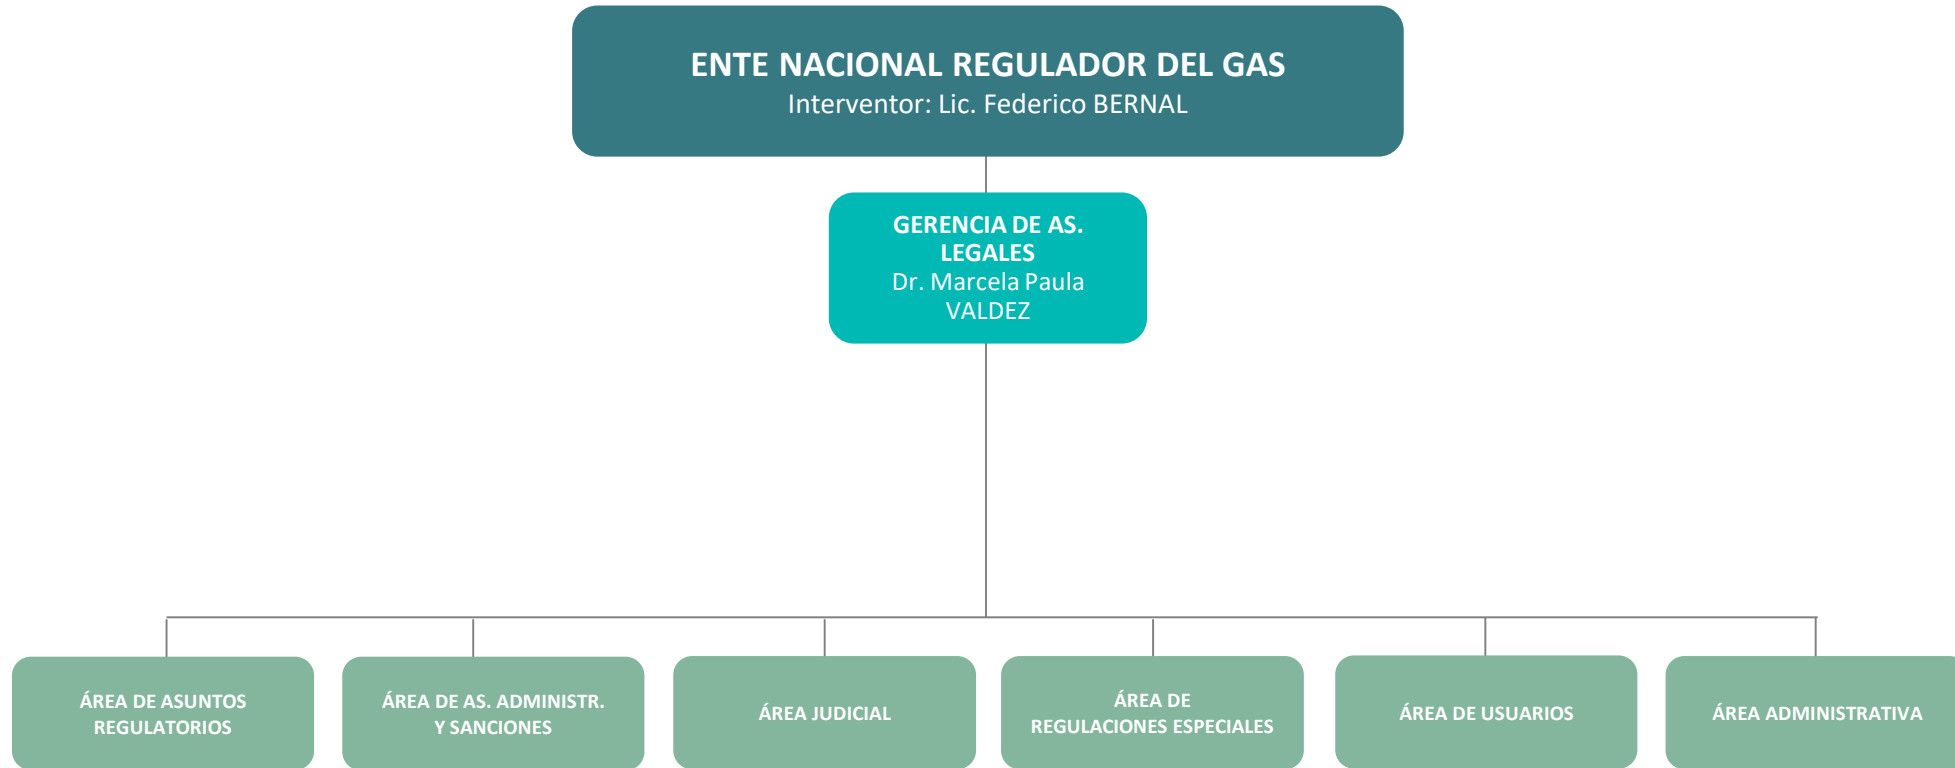 ENTE NACIONAL REGULADOR DEL GAS
Interventor: Lic. Federico BERNAL
GERENCIA DE AS.
LEGALES
Dr. Marcela Paula
VALDEZ
ÁREA DE ASUNTOS
REGULATORIOS
ÁREA DE AS. ADMINISTR.
Y SANCIONES
ÁREA JUDICIAL
ÁREA DE
REGULACIONES ESPECIALES
ÁREA DE USUARIOS
ÁREA ADMINISTRATIVA